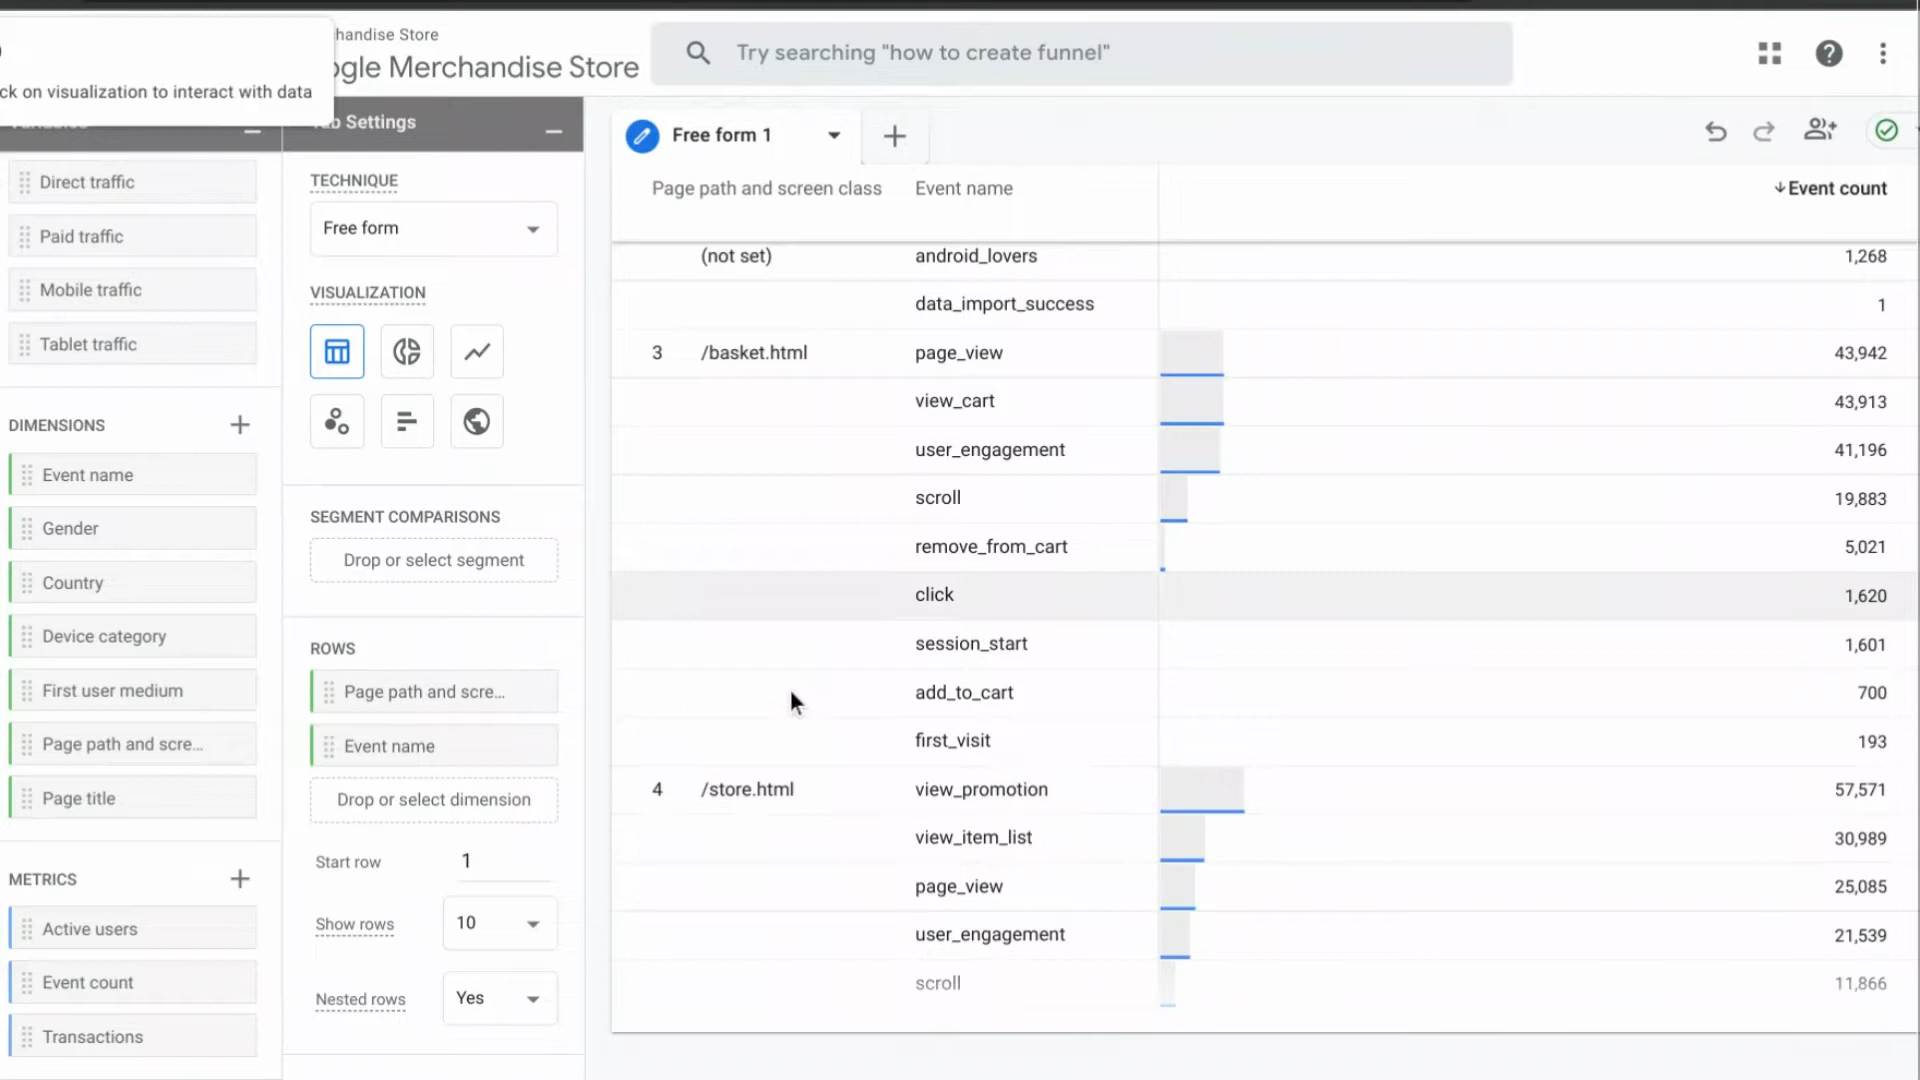 handise Store
ogle Merchandise Store
Try searching "how to create funnel"
ck on visualization to interact with data
Tab Settings
Free form 1
Direct traffic
Paid traffic
Mobile traffic
Tablet traffic
DIMENSIONS
Event name
Gender
Country
Device category
First user medium
Page path and scre...
Page title
METRICS
Active users
Event count
Transactions
TECHNIQUE
Free form
VISUALIZATION
SEGMENT COMPARISONS
Drop or select segment
ROWS
Page path and scre...
Event name
Drop or select dimension
Start row 1
Show rows 10
Nested rows Yes
Page path and screen class Event name ↓Event count
(not set) android_lovers 1,268
data_import_success 1
3 /basket.html page_view 43,942
view_cart 43,913
user_engagement 41,196
scroll 19,883
remove_from_cart 5,021
click 1,620
session_start 1,601
add_to_cart 700
first_visit 193
4 /store.html view_promotion 57,571
view_item_list 30,989
page_view 25,085
user_engagement 21,539
scroll 11,866